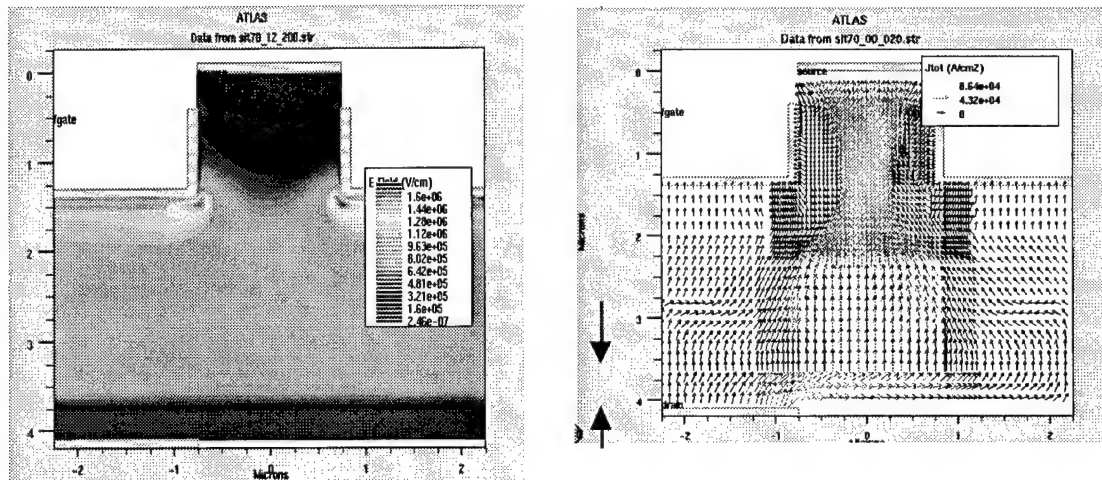 ATLAS
Data from sit70_12_200.str
gate
E Field (V/cm)
1.6e+06
1.44e+06
1.28e+06
1.12e+06
9.63e+05
8.02e+05
6.42e+05
4.81e+05
3.21e+05
1.6e+05
2.46e-07
0
1
2
3
4
-2
-1
0
1
2
Microns
ATLAS
Data from sit70_00_020.str
source
gate
Jtot (A/cm2)
8.64e+04
4.32e+04
0
Microns
0
1
2
3
4
-2
-1
0
1
2